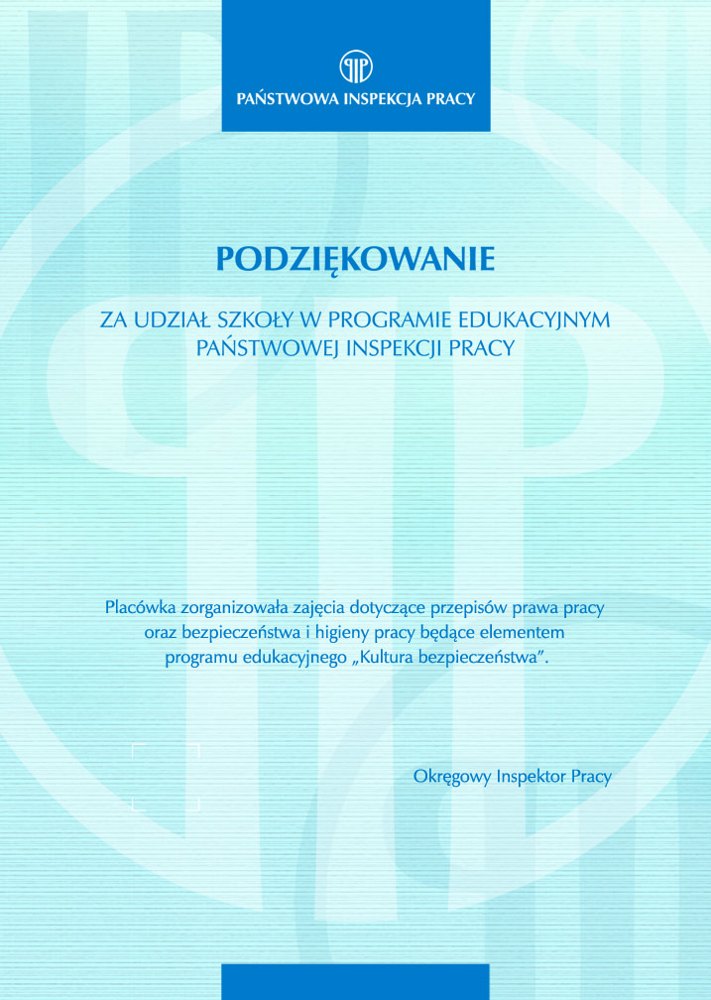 PIP
PAŃSTWOWA INSPEKCJA PRACY
PODZIĘKOWANIE
ZA UDZIAŁ SZKOŁY W PROGRAMIE EDUKACYJNYM
PAŃSTWOWEJ INSPEKCJI PRACY
Placówka zorganizowała zajęcia dotyczące przepisów prawa pracy
oraz bezpieczeństwa i higieny pracy będące elementem
programu edukacyjnego „Kultura bezpieczeństwa”.
Okręgowy Inspektor Pracy